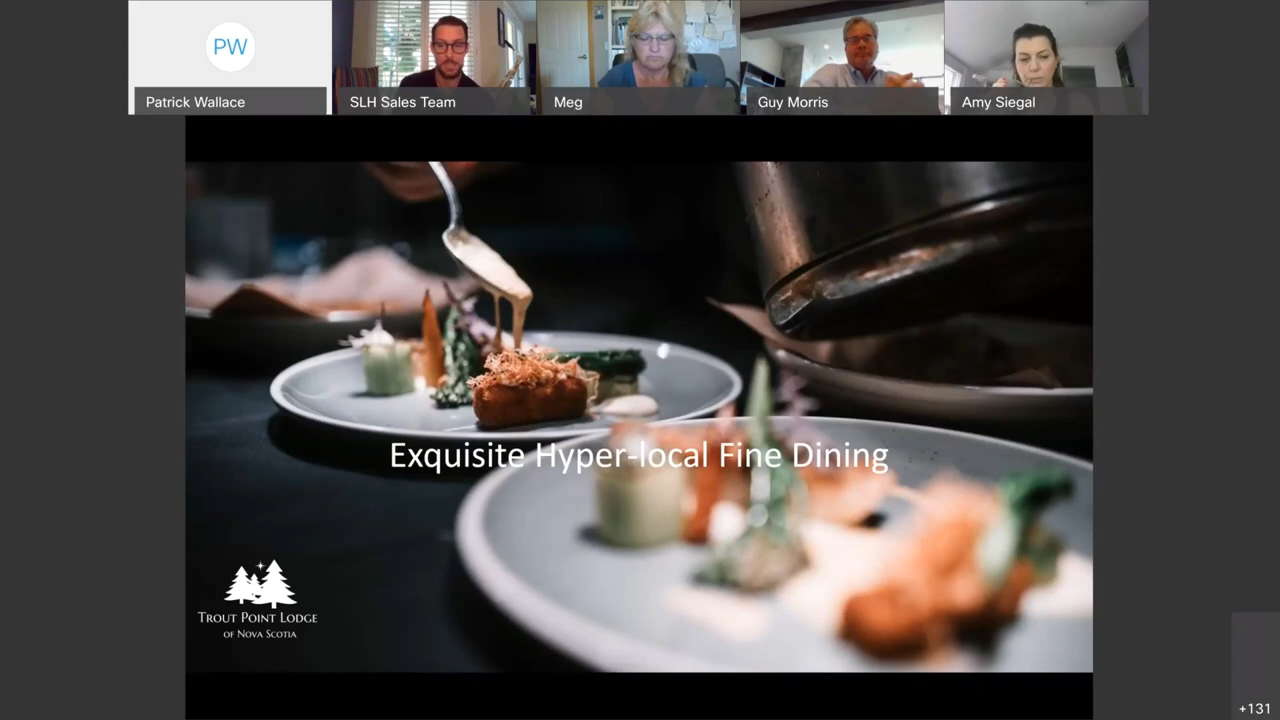 PW
Patrick Wallace
SLH Sales Team
Meg
Guy Morris
Amy Siegal
Exquisite Hyper-local Fine Dining
TROUT POINT LODGE
OF NOVA SCOTIA
+131